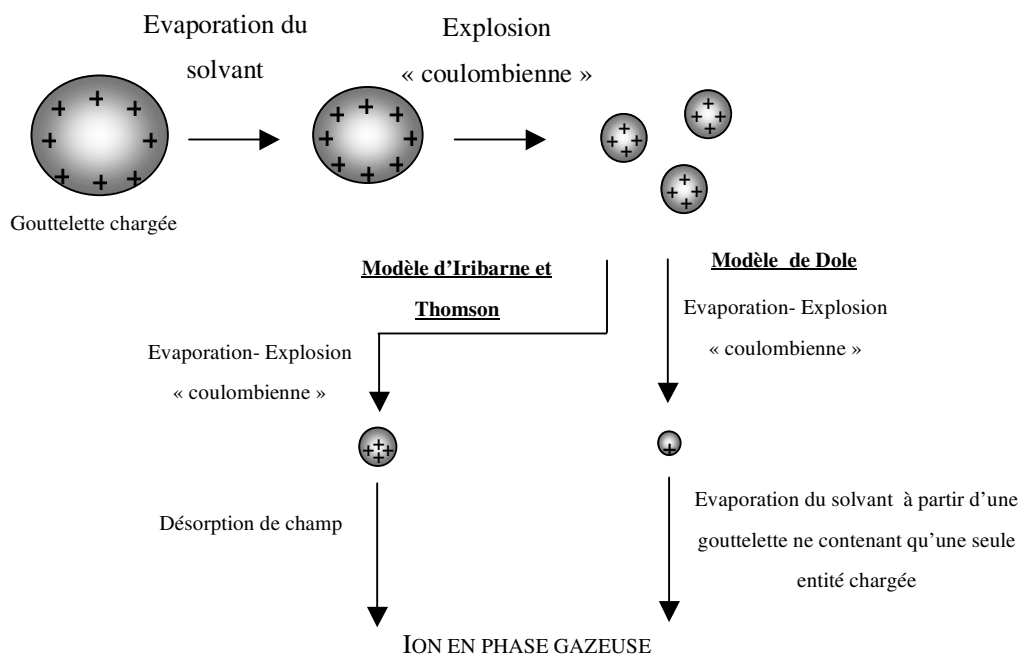 Evaporation du
solvant
Explosion
« coulombienne »
Gouttelette chargée
Modèle d'Iribarne et
Thomson
Modèle de Dole
Evaporation- Explosion
« coulombienne »
Evaporation- Explosion
« coulombienne »
Désorption de champ
Evaporation du solvant à partir d'une
gouttelette ne contenant qu'une seule
entité chargée
ION EN PHASE GAZEUSE